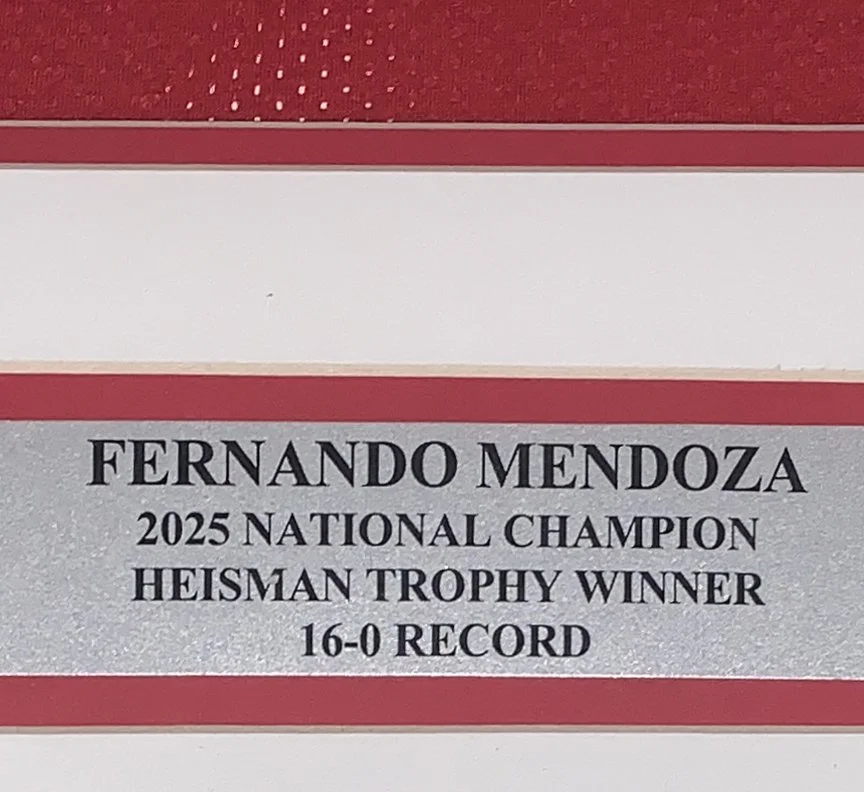 FERNANDO MENDOZA
2025 NATIONAL CHAMPION
HEISMAN TROPHY WINNER
16-0 RECORD